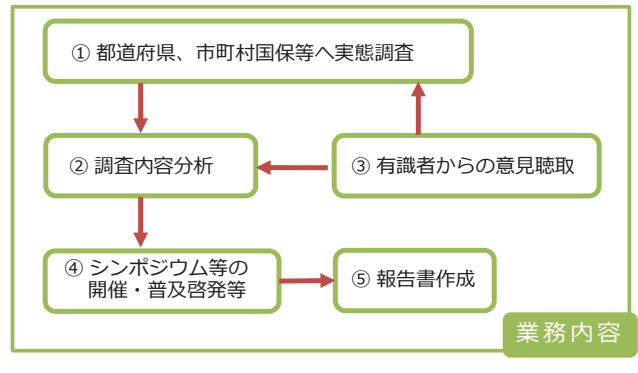 ① 都道府県、市町村国保等へ実態調査
② 調査内容分析
③ 有識者からの意見聴取
④ シンポジウム等の
開催・普及啓発等
⑤ 報告書作成
業務内容